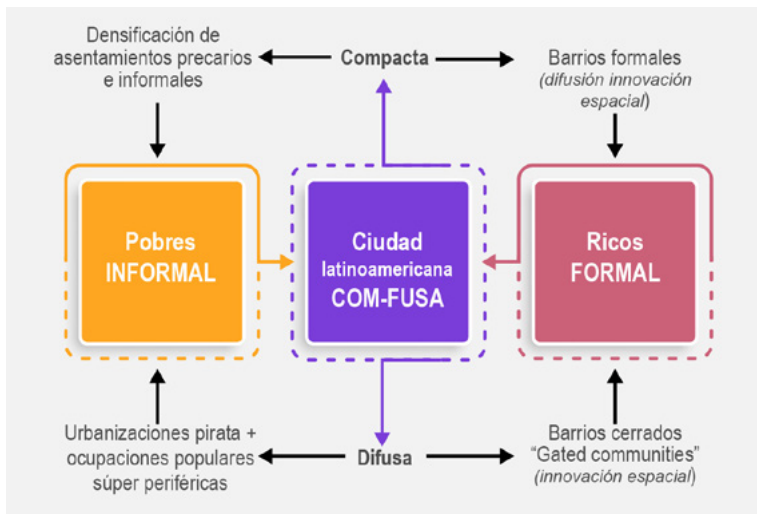 Densificación de
asentamientos precarios
e informales
Compacta
Barrios formales
(difusión innovación
espacial)
Pobres
INFORMAL
Ciudad
latinoamericana
COM-FUSA
Ricos
FORMAL
Urbanizaciones pirata +
ocupaciones populares
súper periféricas
Difusa
Barrios cerrados
“Gated communities”
(innovación espacial)